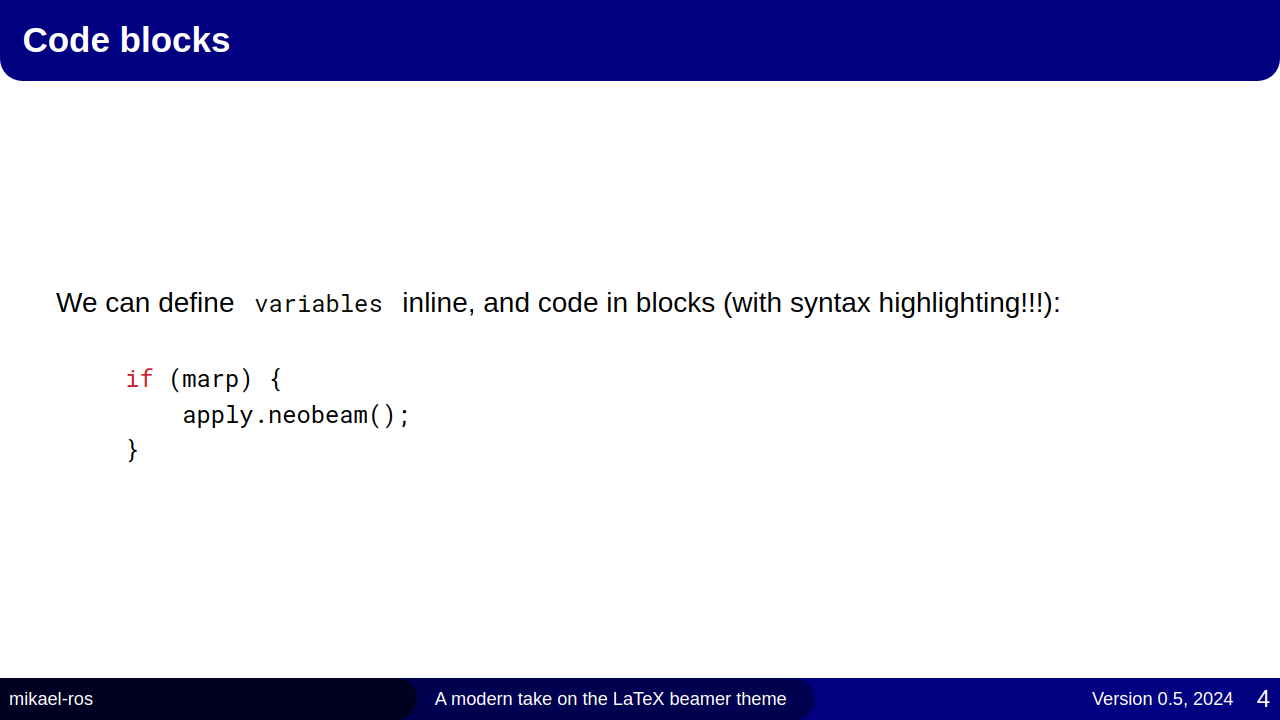 Code blocks
We can define variables inline, and code in blocks (with syntax highlighting!!!):
if (marp) {
    apply.neobeam();
}
mikael-ros
A modern take on the LaTeX beamer theme
Version 0.5, 2024
4